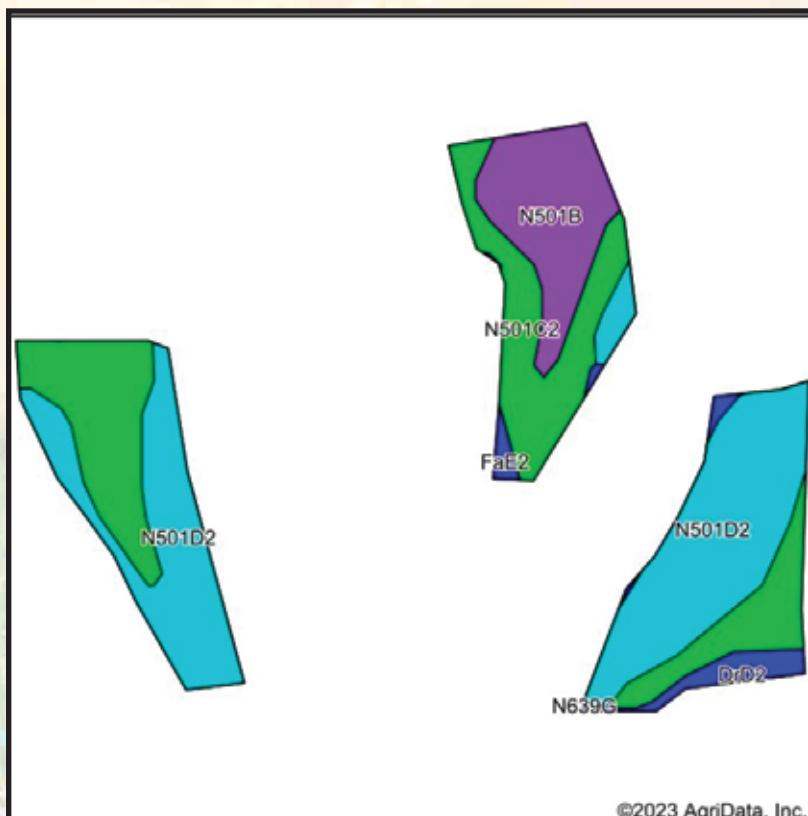 N501B
N501C2
FaE2
N501D2
N501D2
DrD2
N639G
©2023 AgriData, Inc.